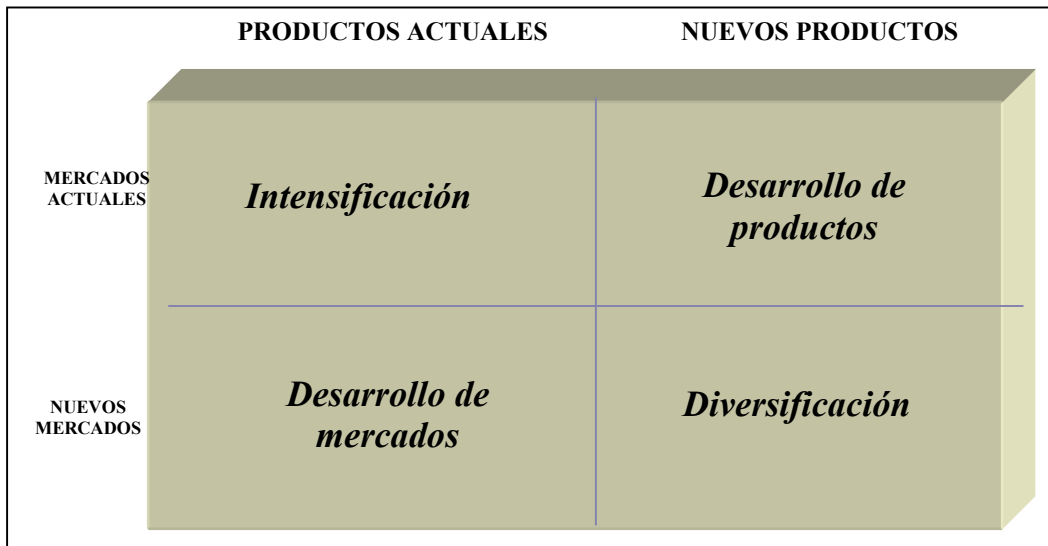 PRODUCTOS ACTUALES
NUEVOS PRODUCTOS
MERCADOS
ACTUALES
Intensificación
Desarrollo de
productos
NUEVOS
MERCADOS
Desarrollo de
mercados
Diversificación